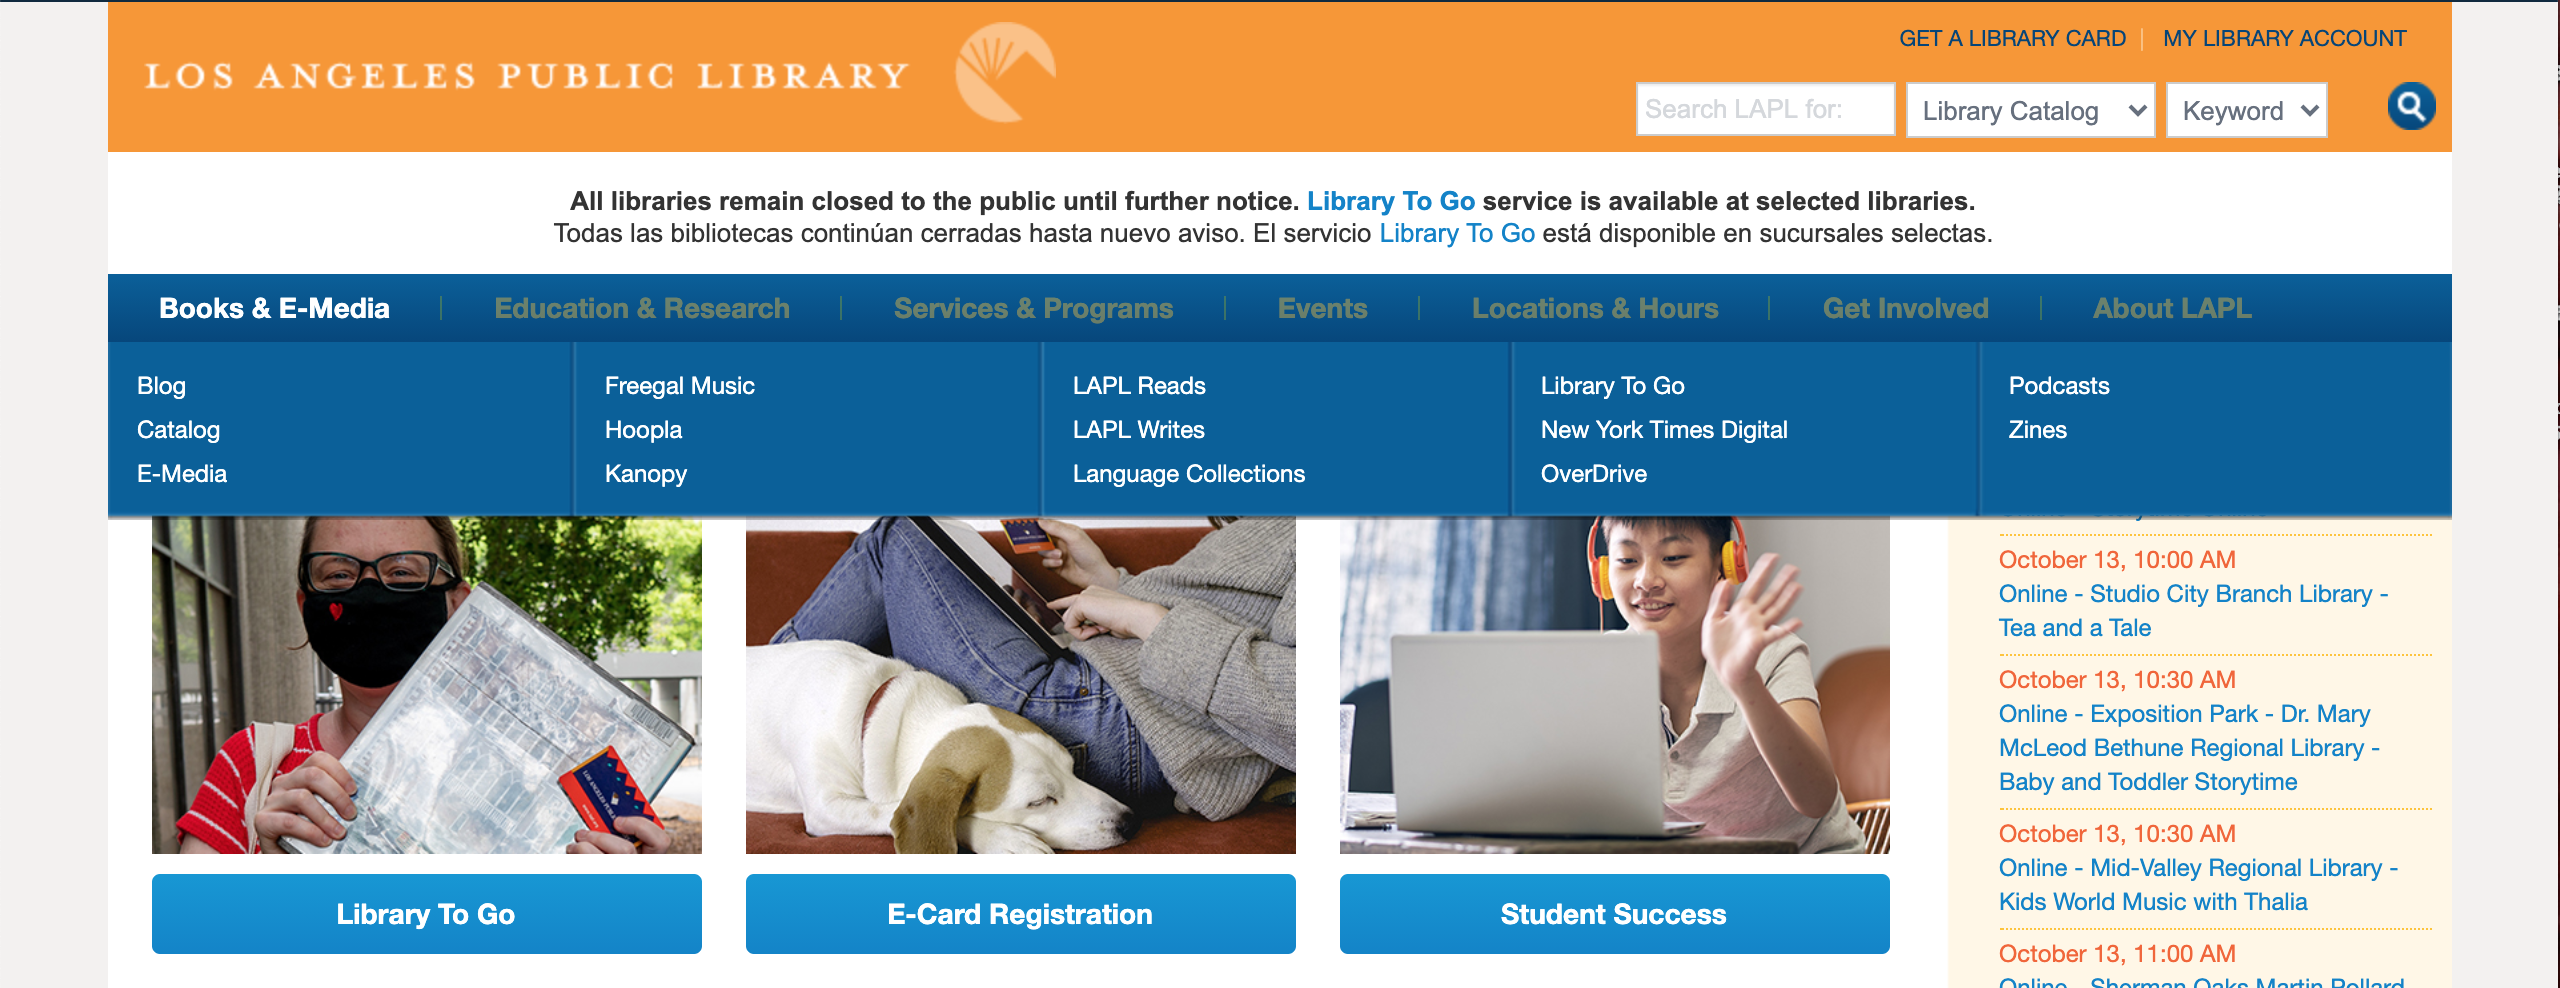 GET A LIBRARY CARD | MY LIBRARY ACCOUNT
LOS ANGELES PUBLIC LIBRARY
Search LAPL for: Library Catalog Keyword
All libraries remain closed to the public until further notice. Library To Go service is available at selected libraries.
Todas las bibliotecas continúan cerradas hasta nuevo aviso. El servicio Library To Go está disponible en sucursales selectas.
Books & E-Media | Education & Research | Services & Programs | Events | Locations & Hours | Get Involved | About LAPL
Blog
Catalog
E-Media
Freegal Music
Hoopla
Kanopy
LAPL Reads
LAPL Writes
Language Collections
Library To Go
New York Times Digital
OverDrive
Podcasts
Zines
Library To Go
E-Card Registration
Student Success
October 13, 10:00 AM
Online - Studio City Branch Library -
Tea and a Tale
October 13, 10:30 AM
Online - Exposition Park - Dr. Mary
McLeod Bethune Regional Library -
Baby and Toddler Storytime
October 13, 10:30 AM
Online - Mid-Valley Regional Library -
Kids World Music with Thalia
October 13, 11:00 AM
Online - Sherman Oaks Martin Pollard